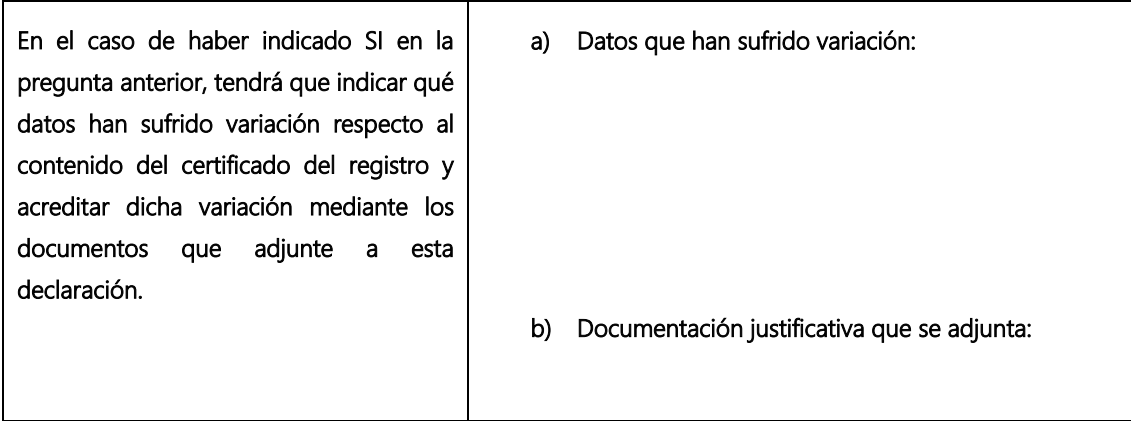 En el caso de haber indicado SI en la
pregunta anterior, tendrá que indicar qué
datos han sufrido variación respecto al
contenido del certificado del registro y
acreditar dicha variación mediante los
documentos que adjunte a esta
declaración.
a) Datos que han sufrido variación:
b) Documentación justificativa que se adjunta: